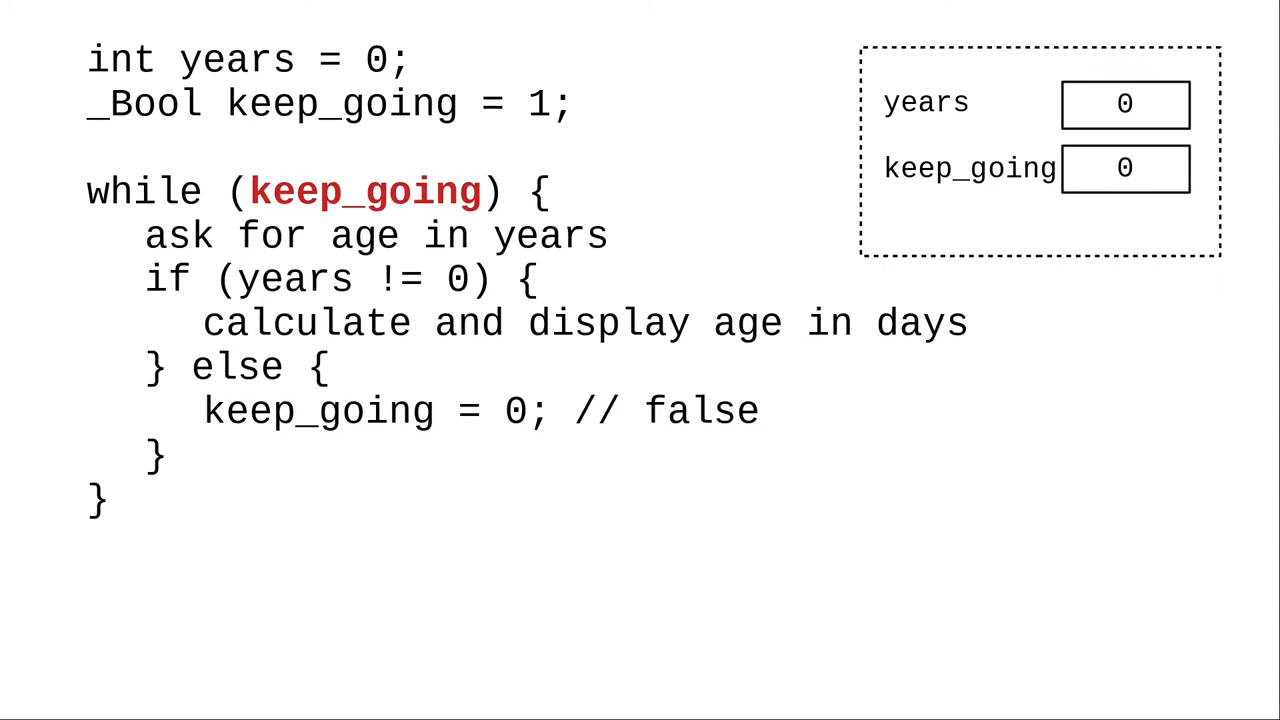 int years = 0;
_Bool keep_going = 1;
while (keep_going) {
ask for age in years
if (years != 0) {
calculate and display age in days
} else {
keep_going = 0; // false
}
}
years 0
keep_going 0